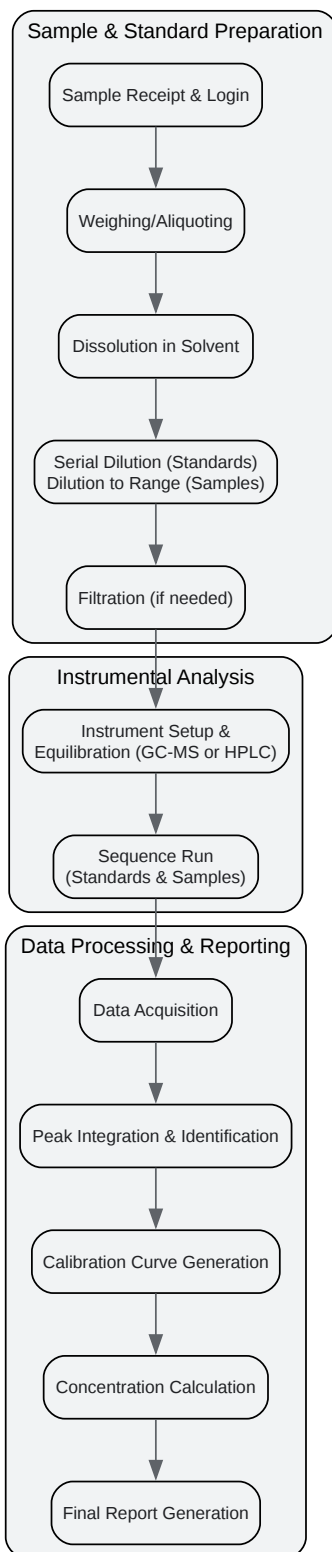 Sample & Standard Preparation
Sample Receipt & Login
Weighing/Aliquoting
Dissolution in Solvent
Serial Dilution (Standards)
Dilution to Range (Samples)
Filtration (if needed)
Instrumental Analysis
Instrument Setup &
Equilibration (GC-MS or HPLC)
Sequence Run
(Standards & Samples)
Data Processing & Reporting
Data Acquisition
Peak Integration & Identification
Calibration Curve Generation
Concentration Calculation
Final Report Generation